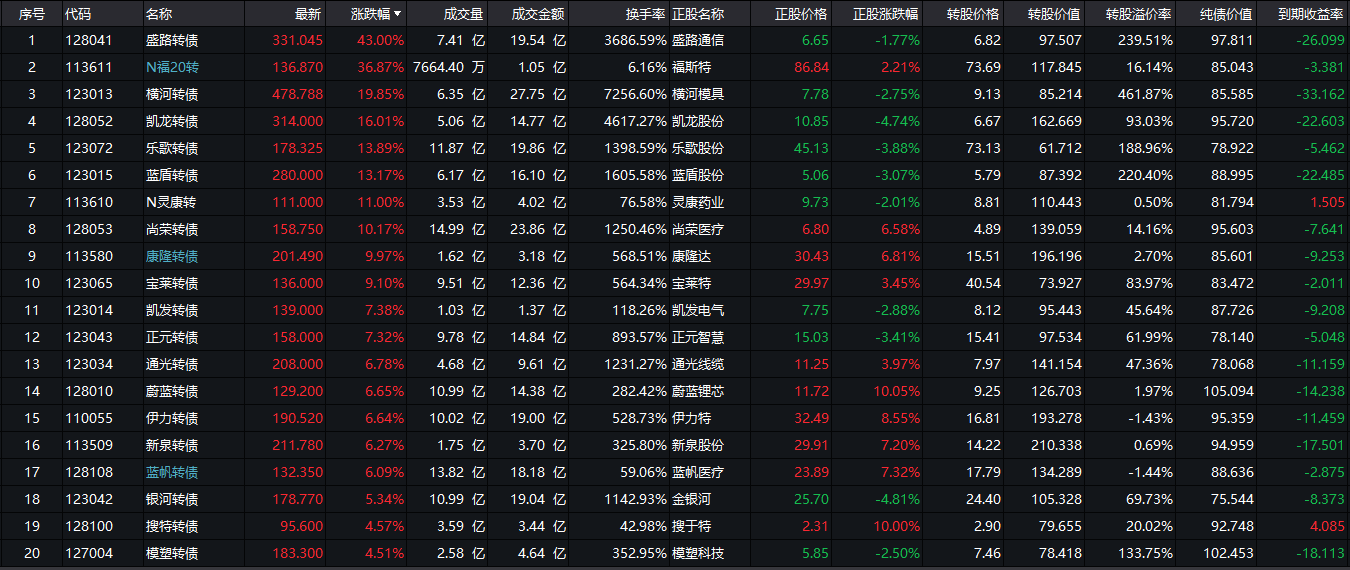 序号 代码 名称 最新 涨跌幅 成交量 成交金额 换手率 正股名称 正股价格 正股涨跌幅 转股价格 转股价值 转股溢价率 纯债价值 到期收益率
1 128041 盛路转债 331.045 43.00% 7.41 亿 19.54 亿 3686.59% 盛路通信 6.65 -1.77% 6.82 97.507 239.51% 97.811 -26.099
2 113611 N福20转 136.870 36.87% 7664.40 万 1.05 亿 6.16% 福斯特 86.84 2.21% 73.69 117.845 16.14% 85.043 -3.381
3 123013 横河转债 478.788 19.85% 6.35 亿 27.75 亿 7256.60% 横河模具 7.78 -2.75% 9.13 85.214 461.87% 85.585 -33.162
4 128052 凯龙转债 314.000 16.01% 5.06 亿 14.77 亿 4617.27% 凯龙股份 10.85 -4.74% 6.67 162.669 93.03% 95.720 -22.603
5 123072 乐歌转债 178.325 13.89% 11.87 亿 19.86 亿 1398.59% 乐歌股份 45.13 -3.88% 73.13 61.712 188.96% 78.922 -5.462
6 123015 蓝盾转债 280.000 13.17% 6.17 亿 16.10 亿 1605.58% 蓝盾股份 5.06 -3.07% 5.79 87.392 220.40% 88.995 -22.485
7 113610 N灵康转 111.000 11.00% 3.53 亿 4.02 亿 76.58% 灵康药业 9.73 -2.01% 8.81 110.443 0.50% 81.794 1.505
8 128053 尚荣转债 158.750 10.17% 14.99 亿 23.86 亿 1250.46% 尚荣医疗 6.80 6.58% 4.89 139.059 14.16% 95.603 -7.641
9 113580 康隆转债 201.490 9.97% 1.62 亿 3.18 亿 568.51% 康隆达 30.43 6.81% 15.51 196.196 2.70% 85.601 -9.253
10 123065 宝莱转债 136.000 9.10% 9.51 亿 12.36 亿 564.34% 宝莱特 29.97 3.45% 40.54 73.927 83.97% 83.472 -2.011
11 123014 凯发转债 139.000 7.38% 1.03 亿 1.37 亿 118.26% 凯发电气 7.75 -2.88% 8.12 95.443 45.64% 87.726 -9.208
12 123043 正元转债 158.000 7.32% 9.78 亿 14.84 亿 893.57% 正元智慧 15.03 -3.41% 15.41 97.534 61.99% 78.140 -5.048
13 123034 通光转债 208.000 6.78% 4.68 亿 9.61 亿 1231.27% 通光线缆 11.25 3.97% 7.97 141.154 47.36% 78.068 -11.159
14 128010 蔚蓝转债 129.200 6.65% 10.99 亿 14.38 亿 282.42% 蔚蓝锂芯 11.72 10.05% 9.25 126.703 1.97% 105.094 -14.238
15 110055 伊力转债 190.520 6.64% 10.02 亿 19.00 亿 528.73% 伊力特 32.49 8.55% 16.81 193.278 -1.43% 95.359 -11.459
16 113509 新泉转债 211.780 6.27% 1.75 亿 3.70 亿 325.80% 新泉股份 29.91 7.20% 14.22 210.338 0.69% 94.959 -17.501
17 128108 蓝帆转债 132.350 6.09% 13.82 亿 18.18 亿 59.06% 蓝帆医疗 23.89 7.32% 17.79 134.289 -1.44% 88.636 -2.875
18 123042 银河转债 178.770 5.34% 10.99 亿 19.04 亿 1142.93% 金银河 25.70 -4.81% 24.40 105.328 69.73% 75.544 -8.373
19 128100 搜特转债 95.600 4.57% 3.59 亿 3.44 亿 42.98% 搜于特 2.31 10.00% 2.90 79.655 20.02% 92.748 4.085
20 127004 模塑转债 183.300 4.51% 2.58 亿 4.64 亿 352.95% 模塑科技 5.85 -2.50% 7.46 78.418 133.75% 102.453 -18.113